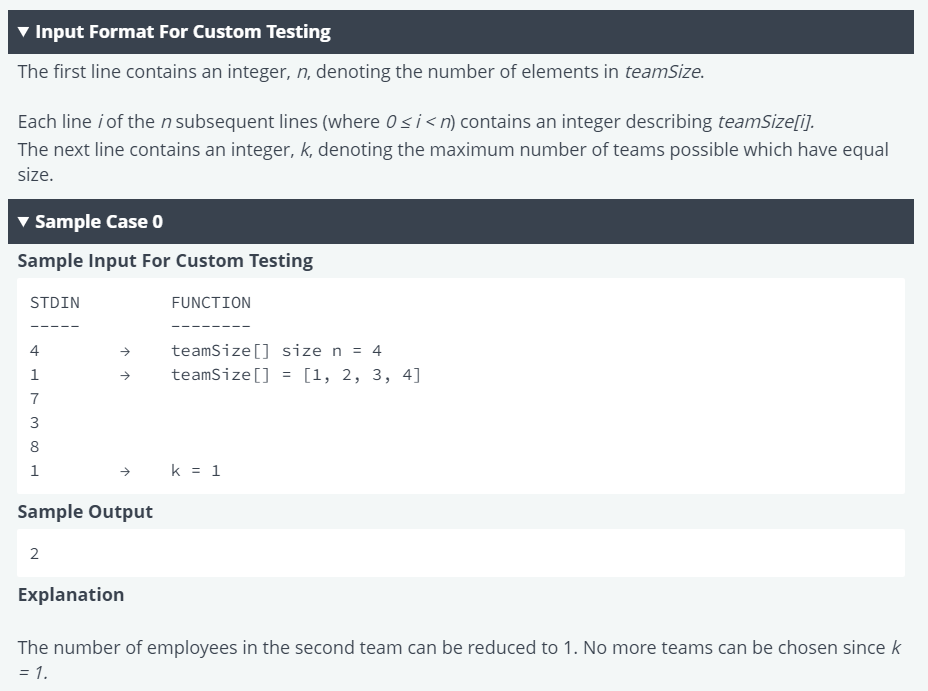 ▼ Input Format For Custom Testing
The first line contains an integer, n, denoting the number of elements in teamSize.
Each line i of the n subsequent lines (where 0 ≤ i < n) contains an integer describing teamSize[i].
The next line contains an integer, k, denoting the maximum number of teams possible which have equal
size.
▼ Sample Case 0
Sample Input For Custom Testing
STDIN FUNCTION
----- --------
4 → teamSize[] size n = 4
1 → teamSize[] = [1, 2, 3, 4]
7
3
8
1 → k = 1
Sample Output
2
Explanation
The number of employees in the second team can be reduced to 1. No more teams can be chosen since k
= 1.